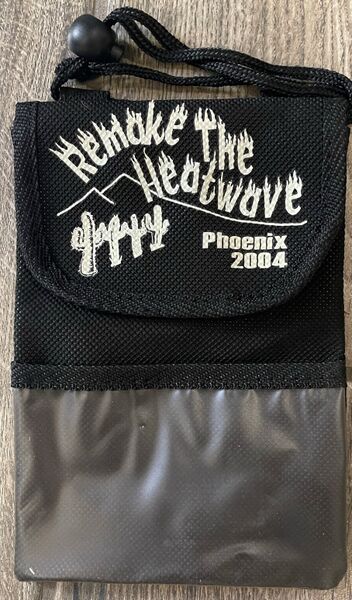 Remake The
Heatwave
Phoenix
2004